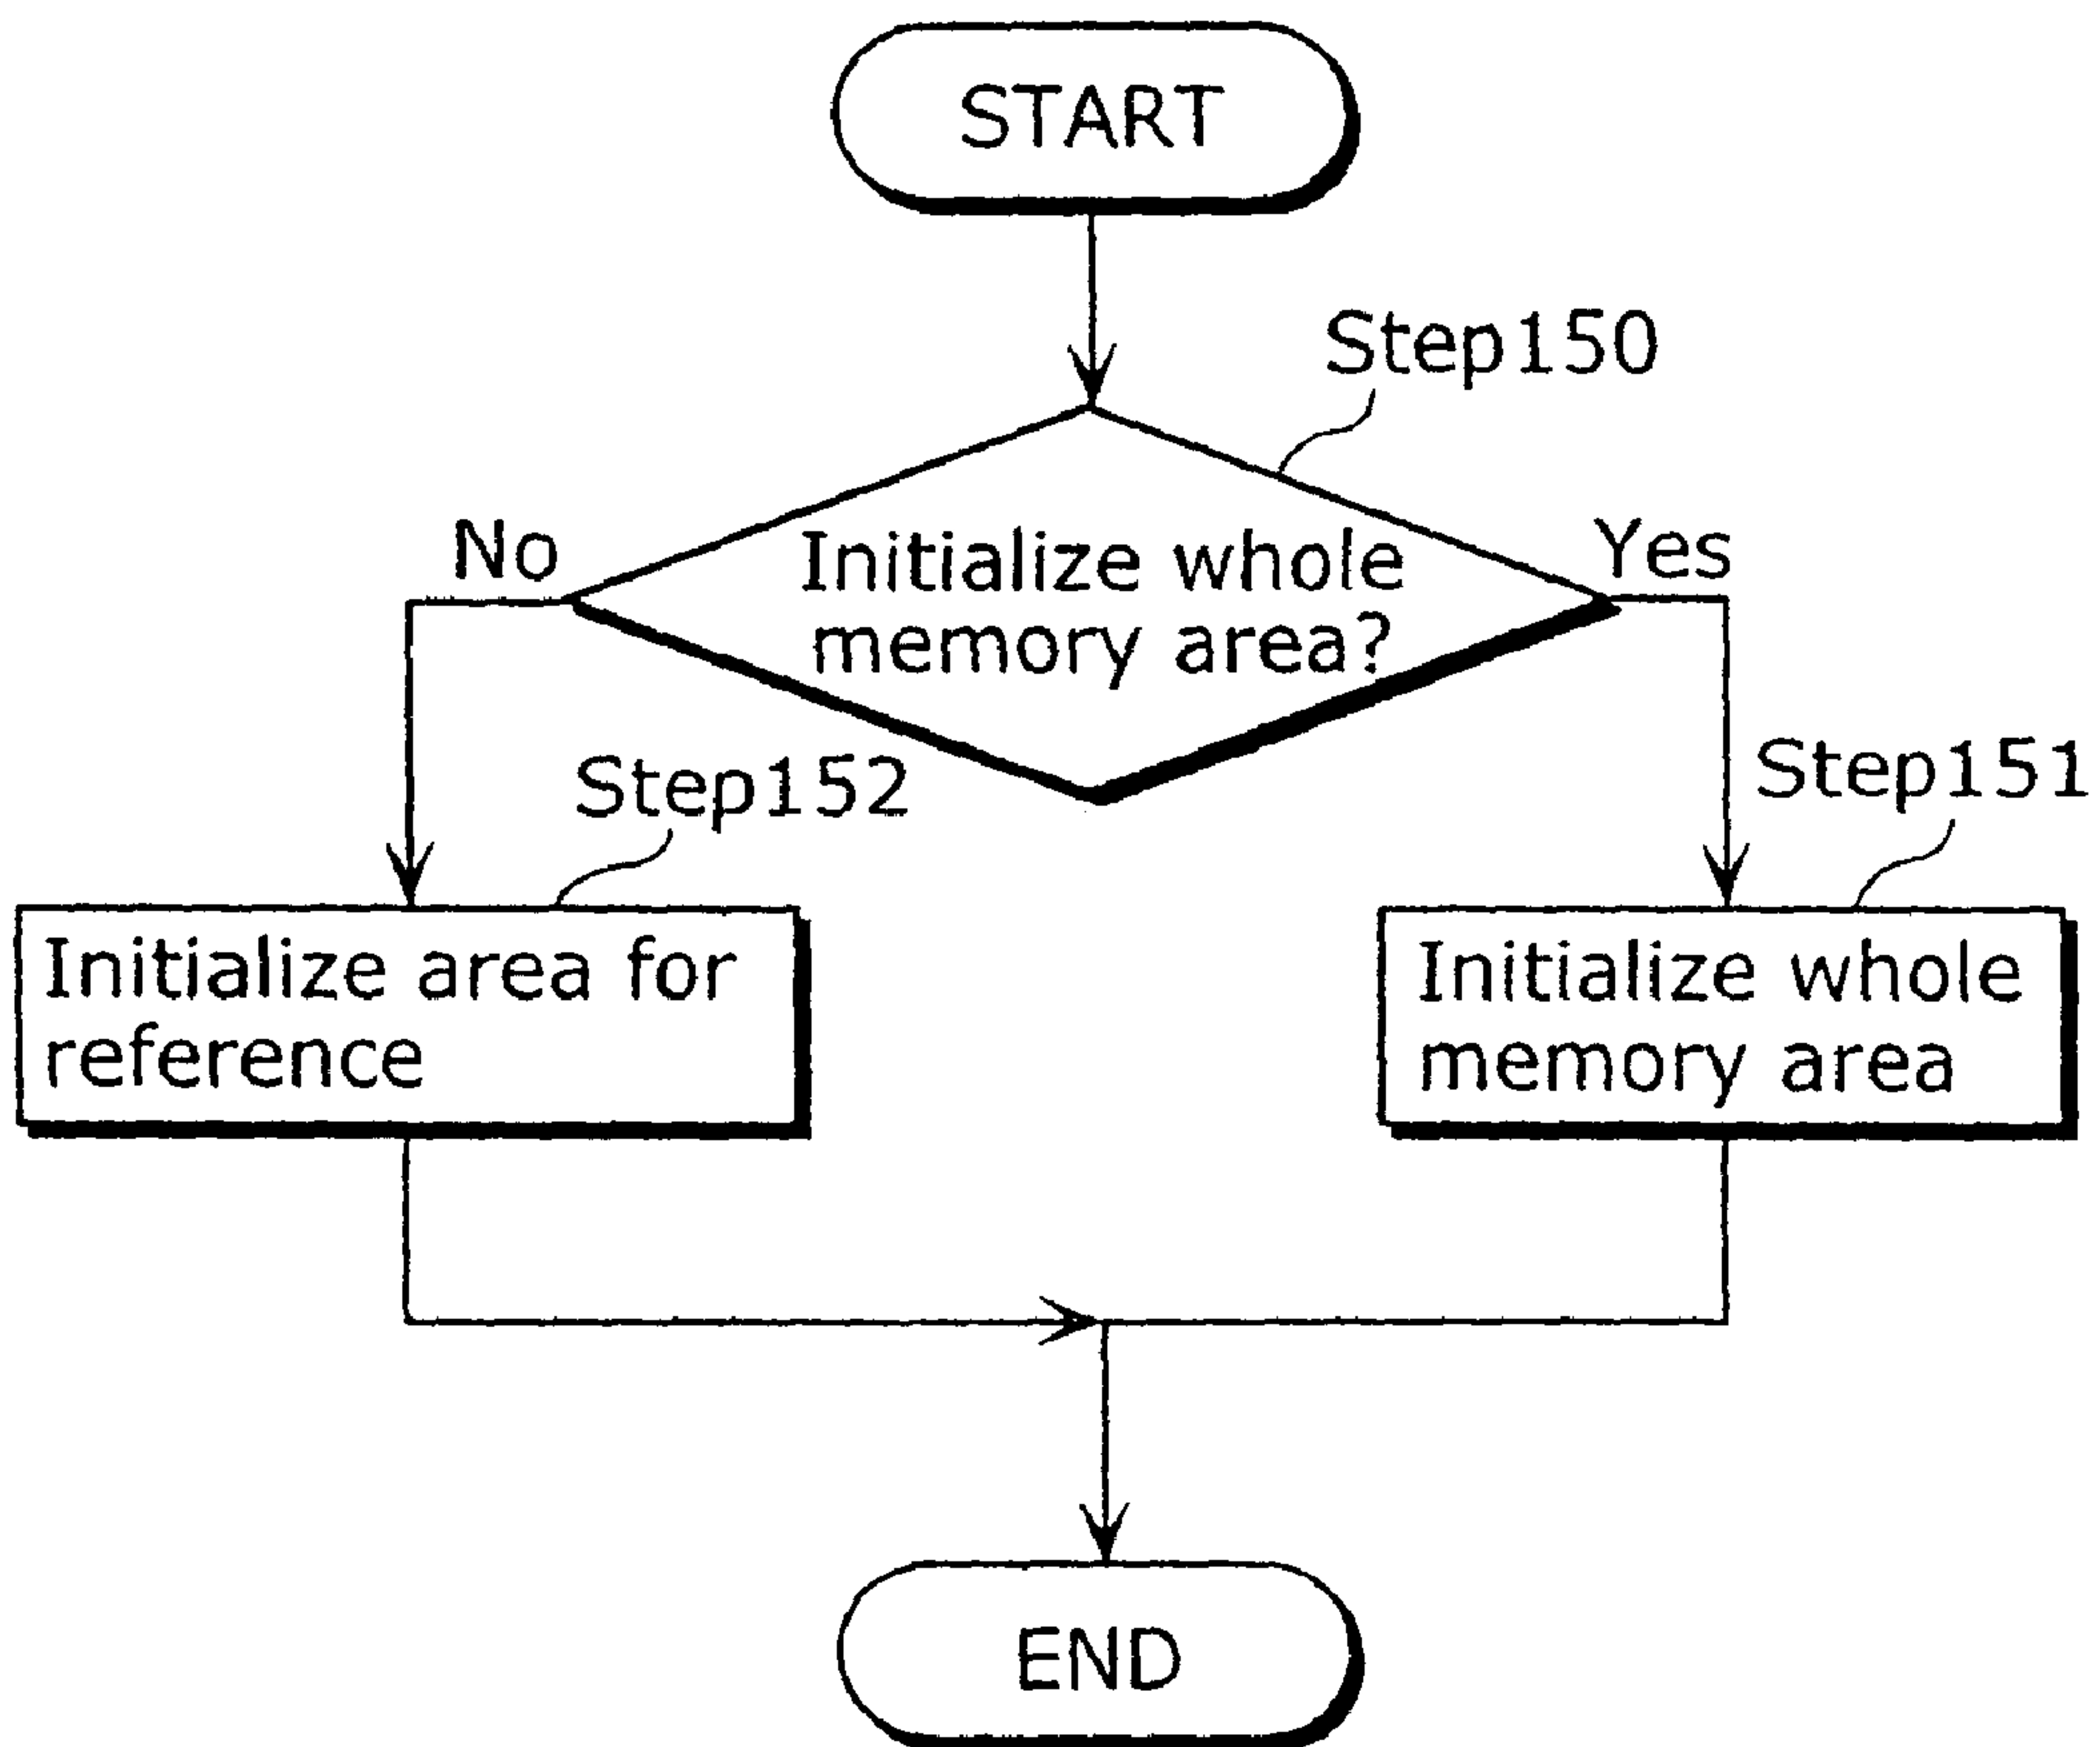 START
Step150
No
Initialize whole
memory area?
Yes
Step152
Step151
Initialize area for
reference
Initialize whole
memory area
END